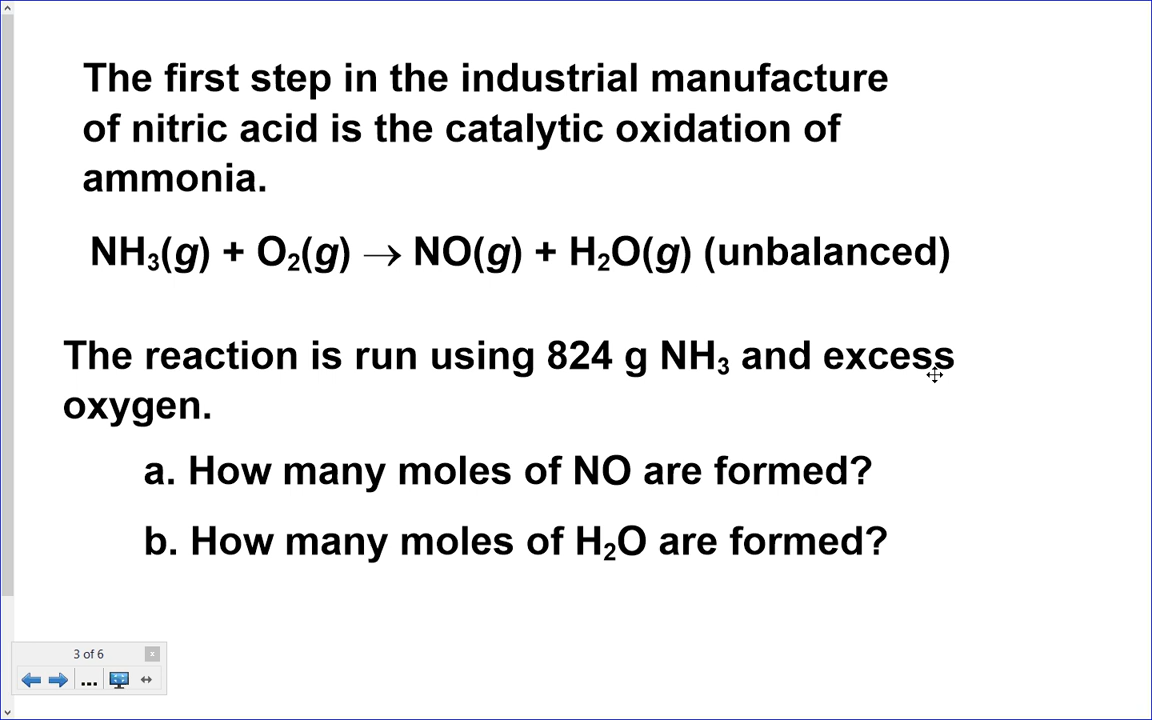 The first step in the industrial manufacture
of nitric acid is the catalytic oxidation of
ammonia.
NH₃(g) + O₂(g) → NO(g) + H₂O(g) (unbalanced)
The reaction is run using 824 g NH₃ and excess
oxygen.
a. How many moles of NO are formed?
b. How many moles of H₂O are formed?
3 of 6
...